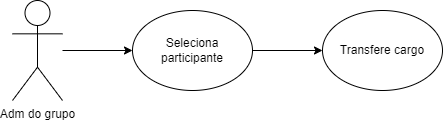 Seleciona
participante
Transfere cargo
Adm do grupo